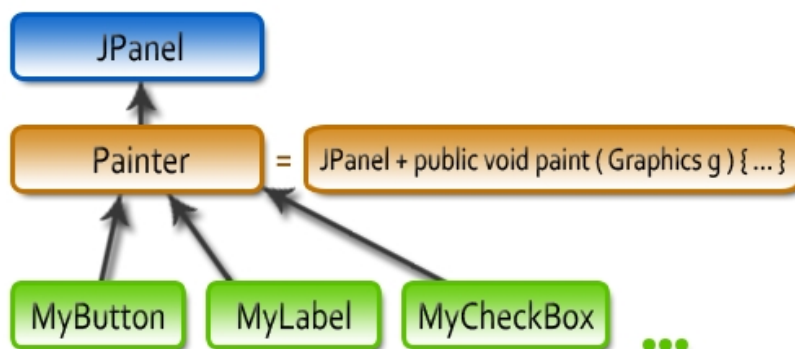 JPanel
Painter = JPanel + public void paint ( Graphics g ) { ... }
MyButton MyLabel MyCheckBox ...